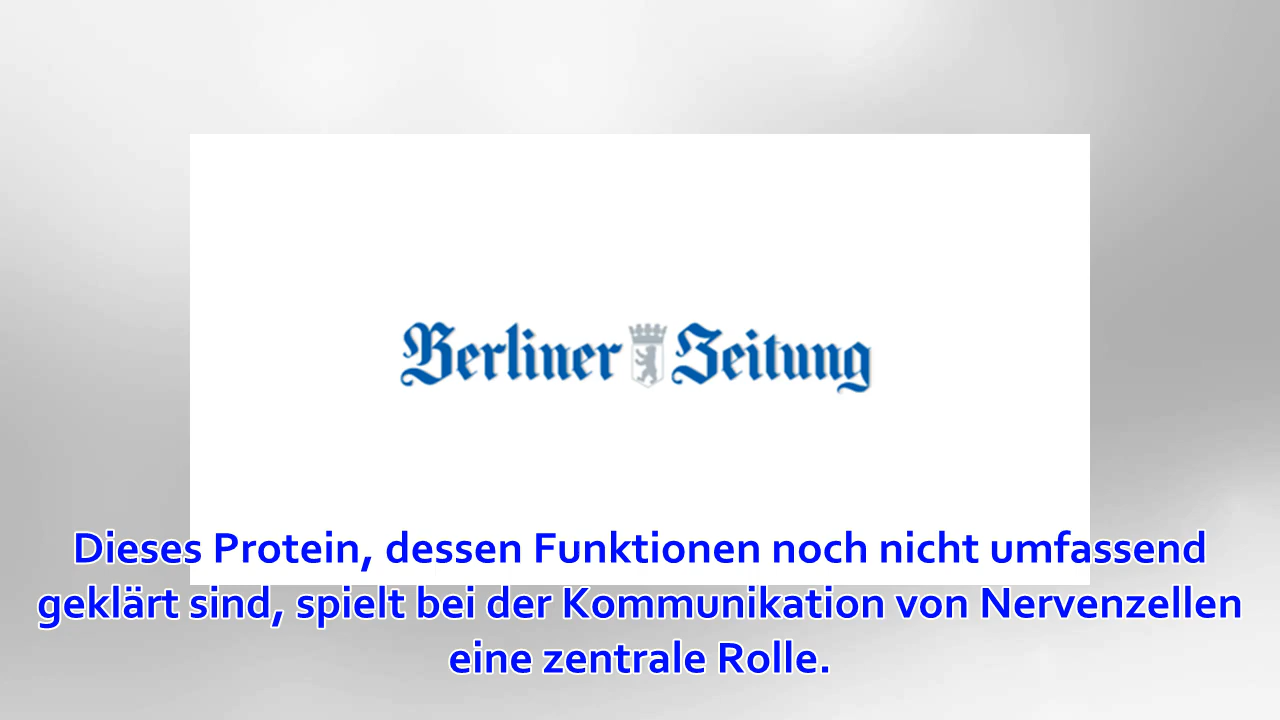 Berliner Zeitung
Dieses Protein, dessen Funktionen noch nicht umfassend
geklärt sind, spielt bei der Kommunikation von Nervenzellen
eine zentrale Rolle.